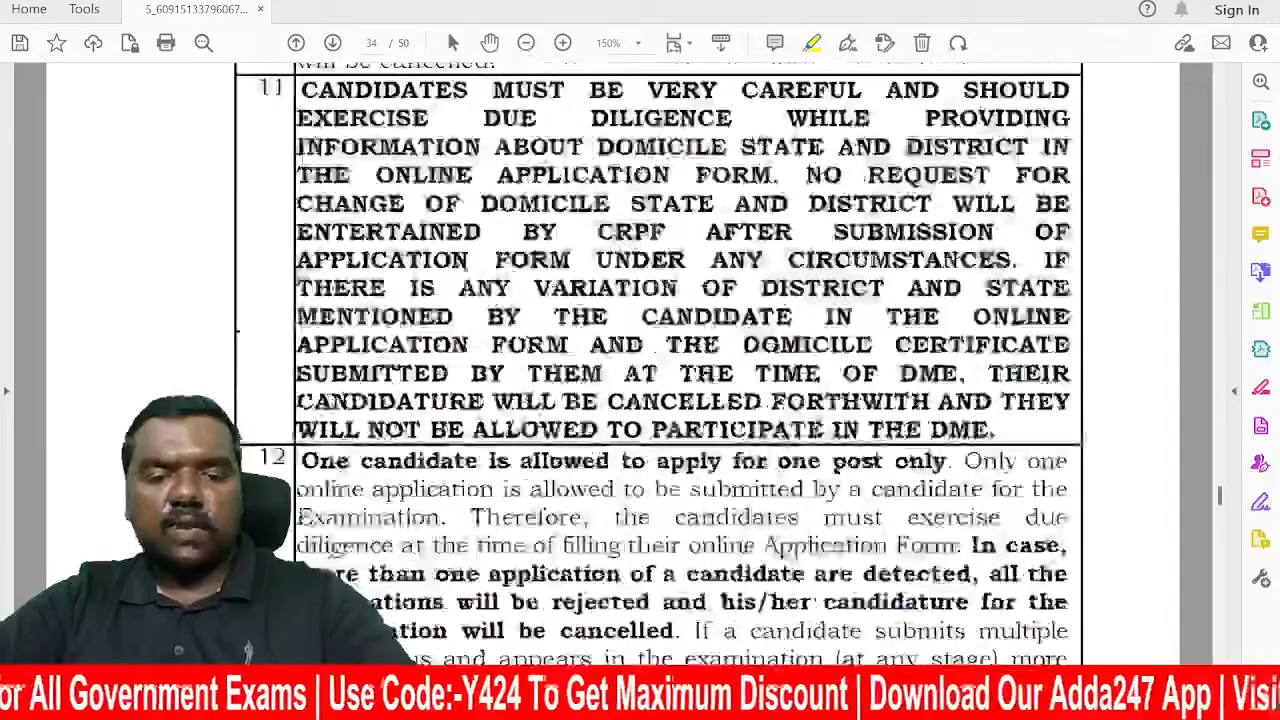 Home Tools 5_60915133796067... × Sign In
34 / 50 150%
will be cancelled.
11 CANDIDATES MUST BE VERY CAREFUL AND SHOULD
EXERCISE DUE DILIGENCE WHILE PROVIDING
INFORMATION ABOUT DOMICILE STATE AND DISTRICT IN
THE ONLINE APPLICATION FORM. NO REQUEST FOR
CHANGE OF DOMICILE STATE AND DISTRICT WILL BE
ENTERTAINED BY CRPF AFTER SUBMISSION OF
APPLICATION FORM UNDER ANY CIRCUMSTANCES. IF
THERE IS ANY VARIATION OF DISTRICT AND STATE
MENTIONED BY THE CANDIDATE IN THE ONLINE
APPLICATION FORM AND THE DOMICILE CERTIFICATE
SUBMITTED BY THEM AT THE TIME OF DME, THEIR
CANDIDATURE WILL BE CANCELLED FORTHWITH AND THEY
WILL NOT BE ALLOWED TO PARTICIPATE IN THE DME.
12 One candidate is allowed to apply for one post only. Only one
online application is allowed to be submitted by a candidate for the
Examination. Therefore, the candidates must exercise due
diligence at the time of filling their online Application Form. In case,
than one application of a candidate are detected, all the
will be rejected and his/her candidature for the
will be cancelled. If a candidate submits multiple
and appears in the examination (at any stage) more
or All Government Exams | Use Code:-Y424 To Get Maximum Discount | Download Our Adda247 App |